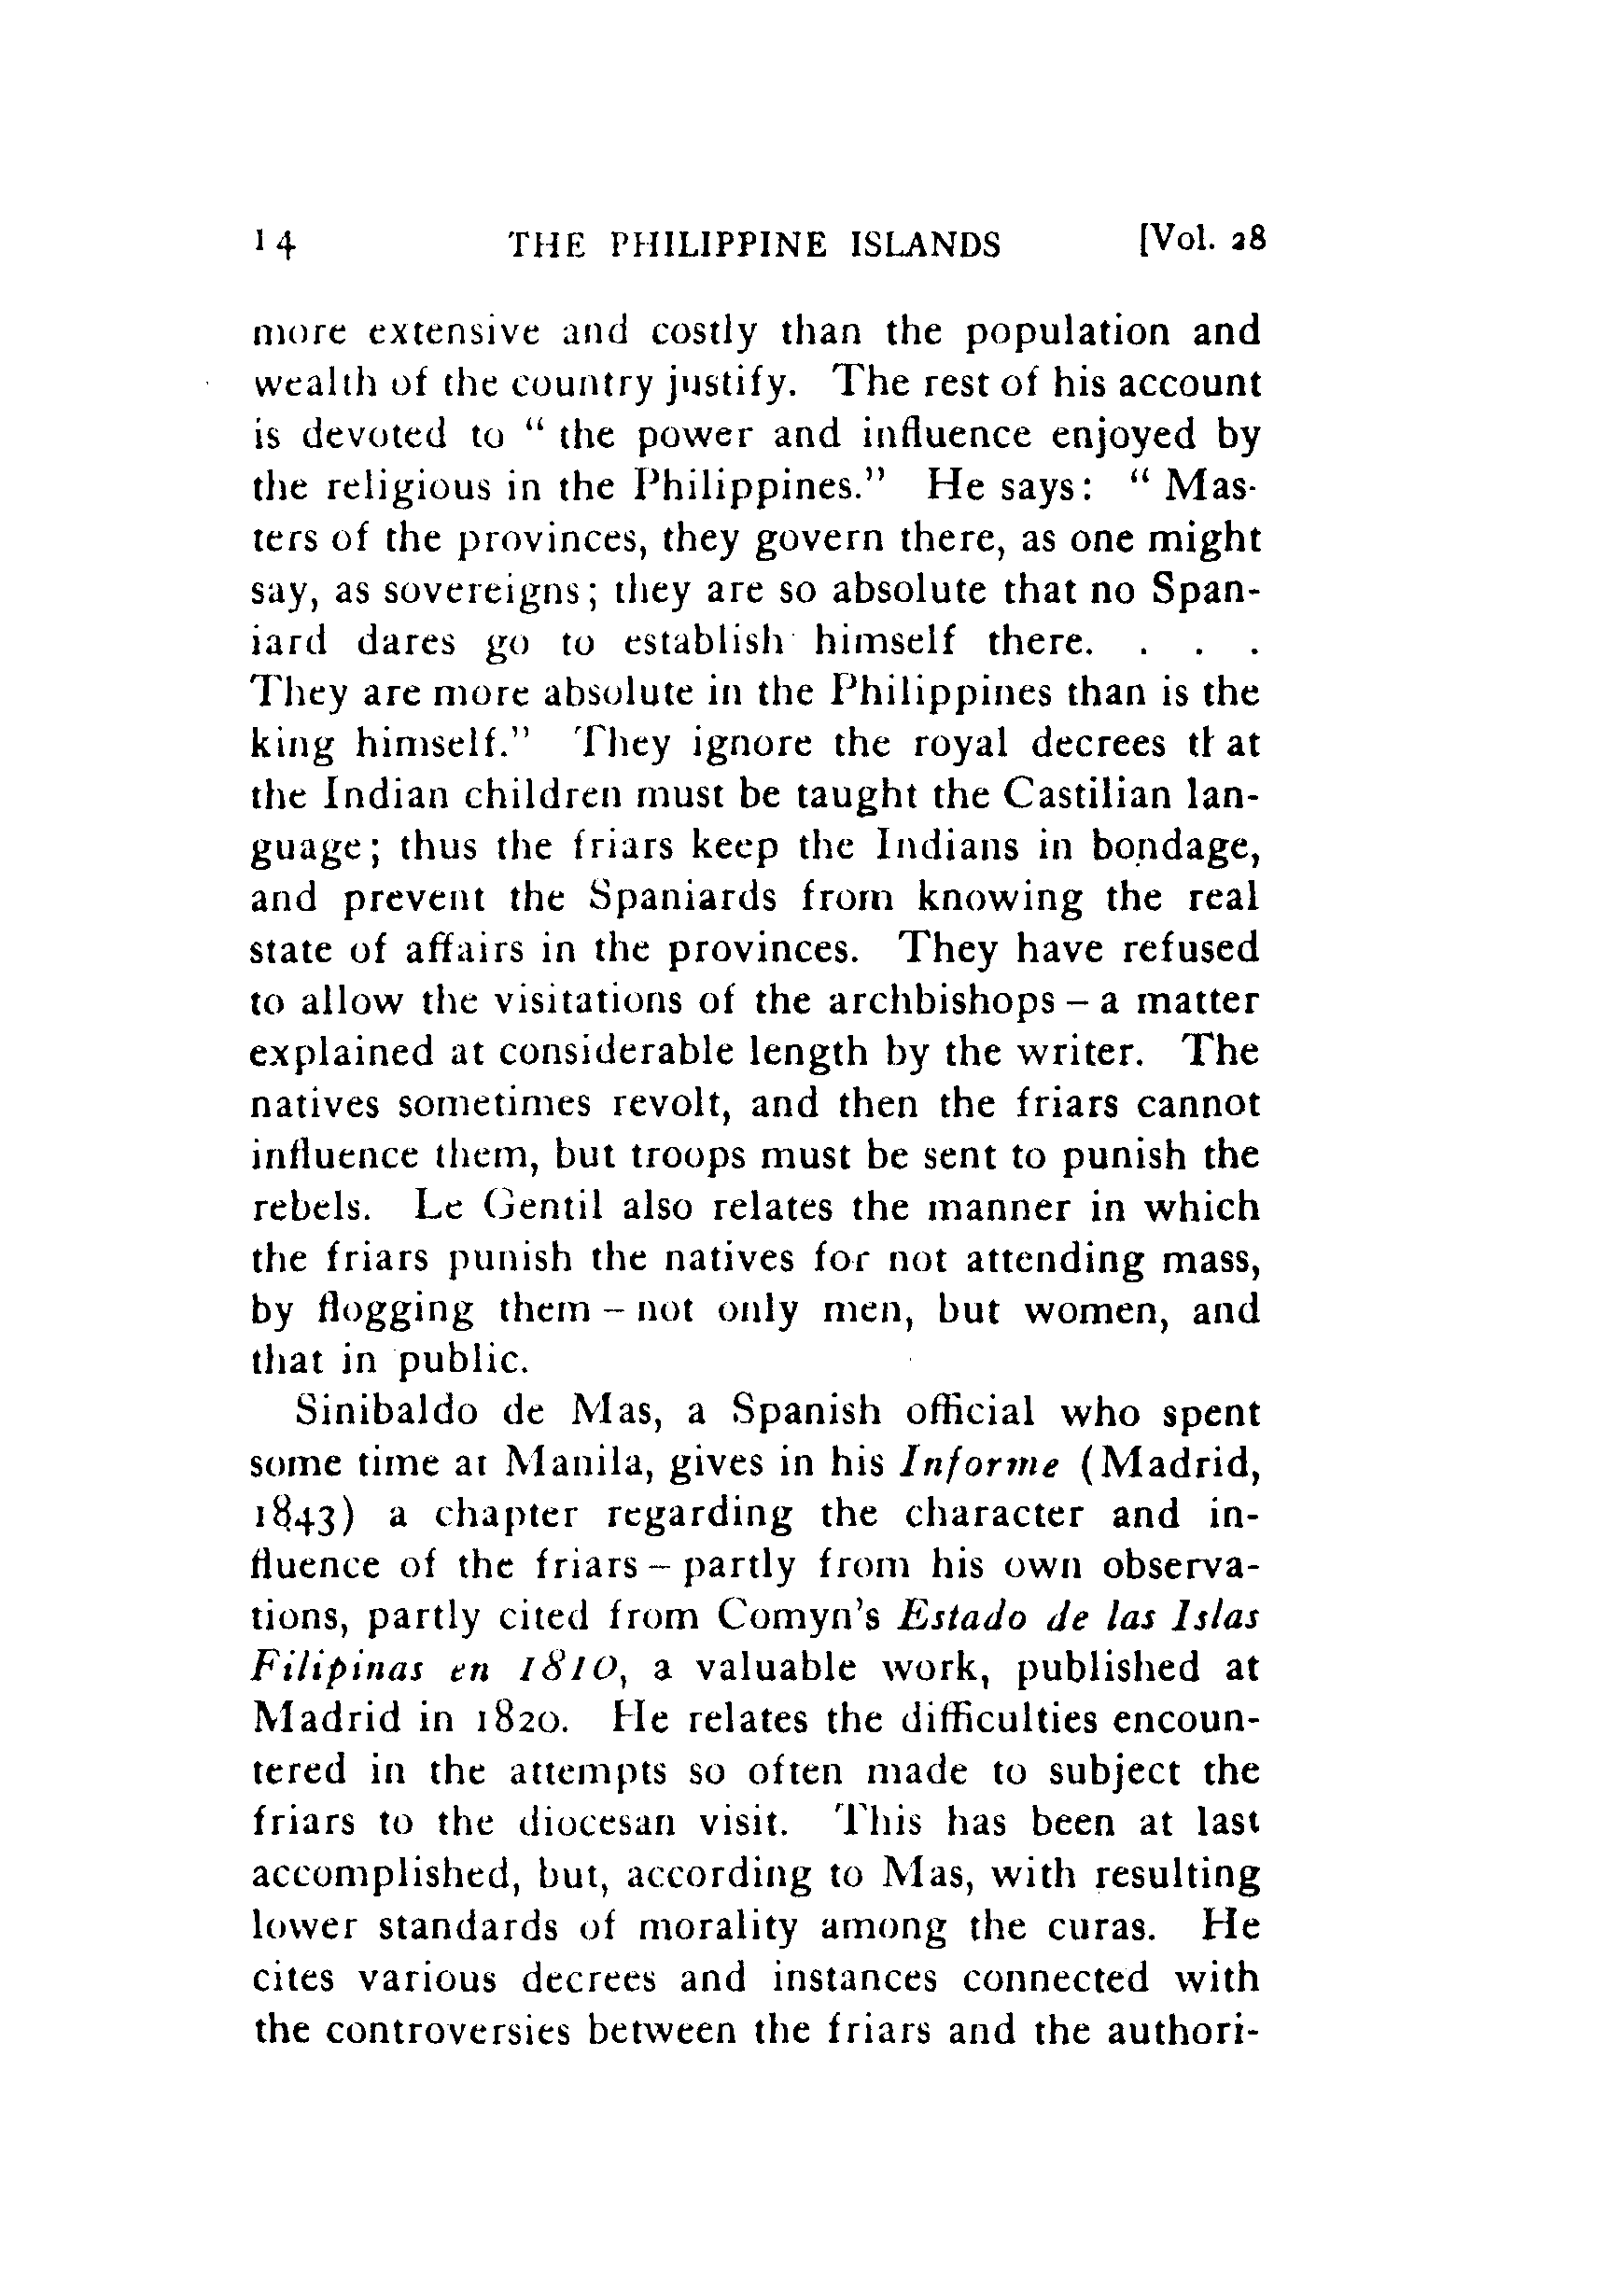 14 THE PHILIPPINE ISLANDS [Vol. 28
more extensive and costly than the population and
wealth of the country justify. The rest of his account
is devoted to " the power and influence enjoyed by
the religious in the Philippines." He says: " Mas-
ters of the provinces, they govern there, as one might
say, as sovereigns; they are so absolute that no Span-
iard dares go to establish himself there. . . .
They are more absolute in the Philippines than is the
king himself." They ignore the royal decrees that
the Indian children must be taught the Castilian lan-
guage; thus the friars keep the Indians in bondage,
and prevent the Spaniards from knowing the real
state of affairs in the provinces. They have refused
to allow the visitations of the archbishops – a matter
explained at considerable length by the writer. The
natives sometimes revolt, and then the friars cannot
influence them, but troops must be sent to punish the
rebels. Le Gentil also relates the manner in which
the friars punish the natives for not attending mass,
by flogging them – not only men, but women, and
that in public.
Sinibaldo de Mas, a Spanish official who spent
some time at Manila, gives in his Informe (Madrid,
1843) a chapter regarding the character and in-
fluence of the friars – partly from his own observa-
tions, partly cited from Comyn's Estado de las Islas
Filipinas en 1810, a valuable work, published at
Madrid in 1820. He relates the difficulties encoun-
tered in the attempts so often made to subject the
friars to the diocesan visit. This has been at last
accomplished, but, according to Mas, with resulting
lower standards of morality among the curas. He
cites various decrees and instances connected with
the controversies between the friars and the authori-